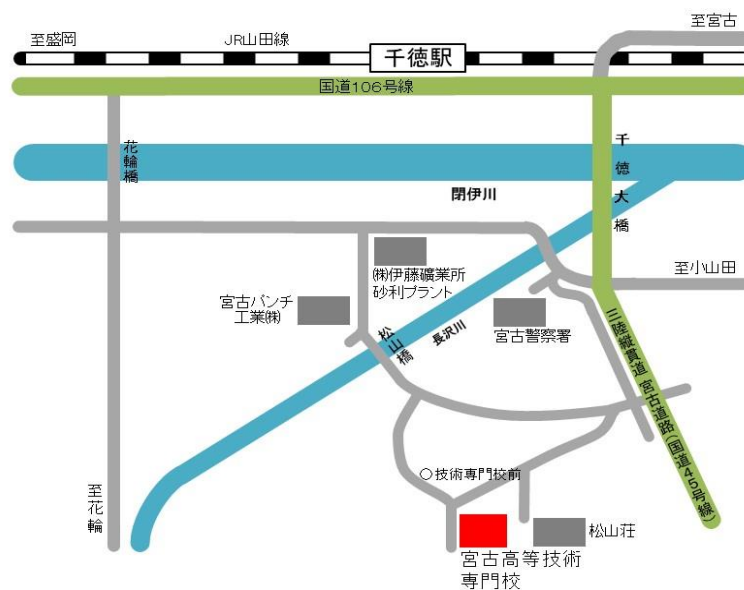 至宮古
至盛岡
JR山田線
千徳駅
国道106号線
花輪橋
千徳大橋
閉伊川
至小山田
㈱伊藤礦業所
砂利プラント
宮古パンチ
工業㈱
松山橋
長沢川
宮古警察署
三陸縦貫道 宮古道路(国道45号線)
至花輪
○技術専門校前
松山荘
宮古高等技術
専門校